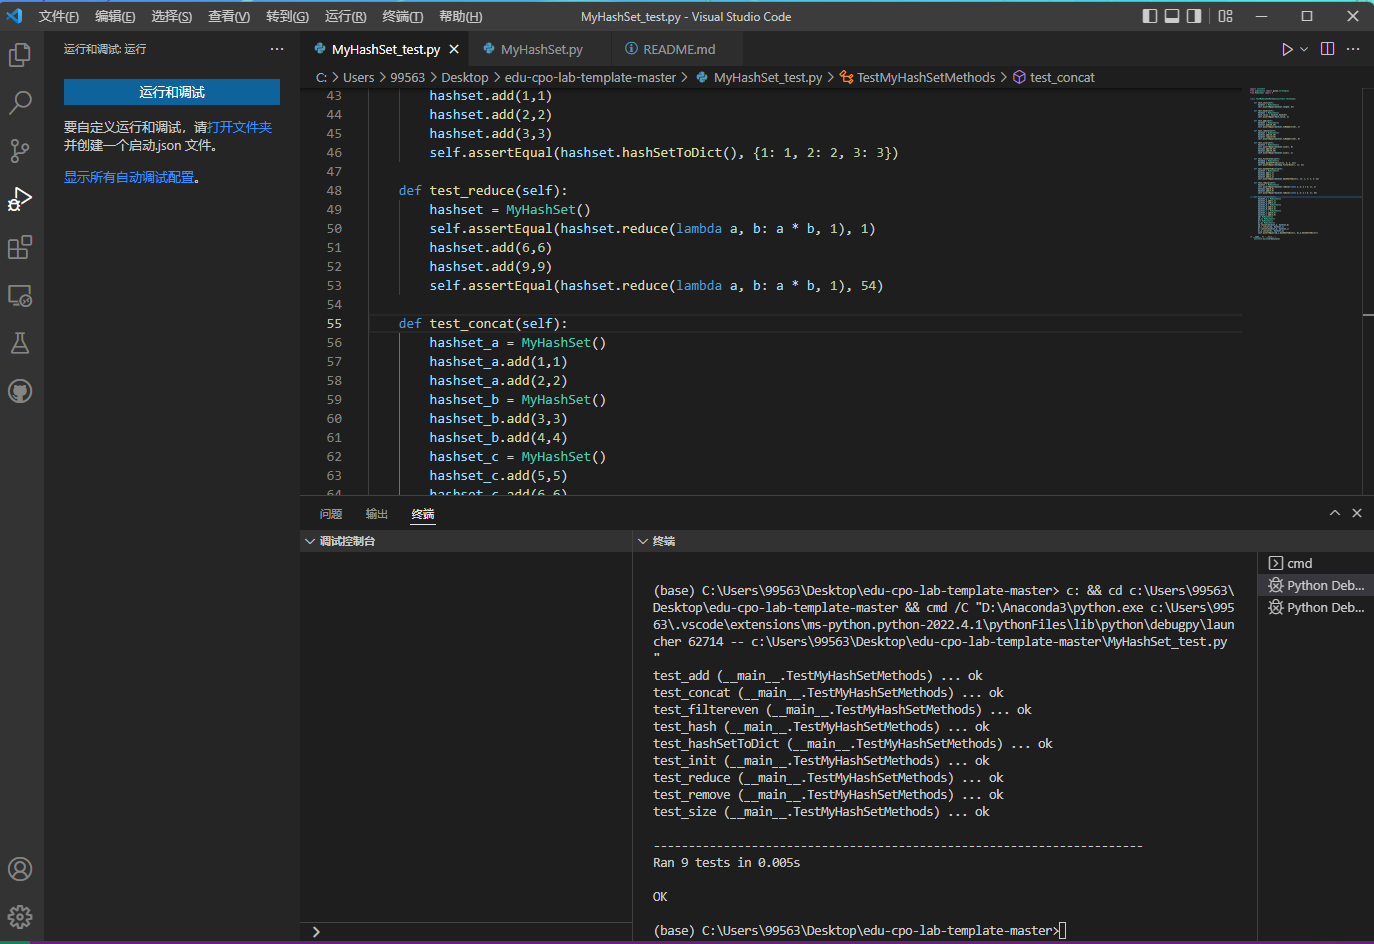 文件(F) 编辑(E) 选择(S) 查看(V) 转到(G) 运行(R) 终端(T) 帮助(H) MyHashSet_test.py - Visual Studio Code
运行和调试: 运行 ...
运行和调试
要自定义运行和调试，请打开文件夹
并创建一个启动.json 文件。
显示所有自动调试配置。
MyHashSet_test.py MyHashSet.py README.md
C: > Users > 99563 > Desktop > edu-cpo-lab-template-master > MyHashSet_test.py > TestMyHashSetMethods > test_concat
43 hashset.add(1,1)
44 hashset.add(2,2)
45 hashset.add(3,3)
46 self.assertEqual(hashset.hashSetToDict(), {1: 1, 2: 2, 3: 3})
47
48 def test_reduce(self):
49 hashset = MyHashSet()
50 self.assertEqual(hashset.reduce(lambda a, b: a * b, 1), 1)
51 hashset.add(6,6)
52 hashset.add(9,9)
53 self.assertEqual(hashset.reduce(lambda a, b: a * b, 1), 54)
54
55 def test_concat(self):
56 hashset_a = MyHashSet()
57 hashset_a.add(1,1)
58 hashset_a.add(2,2)
59 hashset_b = MyHashSet()
60 hashset_b.add(3,3)
61 hashset_b.add(4,4)
62 hashset_c = MyHashSet()
63 hashset_c.add(5,5)
64 hashset_c.add(6,6)
问题 输出 终端
调试控制台
终端
(base) C:\Users\99563\Desktop\edu-cpo-lab-template-master> c: && cd c:\Users\99563\
Desktop\edu-cpo-lab-template-master && cmd /C "D:\Anaconda3\python.exe c:\Users\995
63\.vscode\extensions\ms-python.python-2022.4.1\pythonFiles\lib\python\debugpy\laun
cher 62714 -- c:\Users\99563\Desktop\edu-cpo-lab-template-master\MyHashSet_test.py
"
test_add (__main__.TestMyHashSetMethods) ... ok
test_concat (__main__.TestMyHashSetMethods) ... ok
test_filtereven (__main__.TestMyHashSetMethods) ... ok
test_hash (__main__.TestMyHashSetMethods) ... ok
test_hashSetToDict (__main__.TestMyHashSetMethods) ... ok
test_init (__main__.TestMyHashSetMethods) ... ok
test_reduce (__main__.TestMyHashSetMethods) ... ok
test_remove (__main__.TestMyHashSetMethods) ... ok
test_size (__main__.TestMyHashSetMethods) ... ok
----------------------------------------------------------------------
Ran 9 tests in 0.005s
OK
(base) C:\Users\99563\Desktop\edu-cpo-lab-template-master>
cmd
Python Deb...
Python Deb...